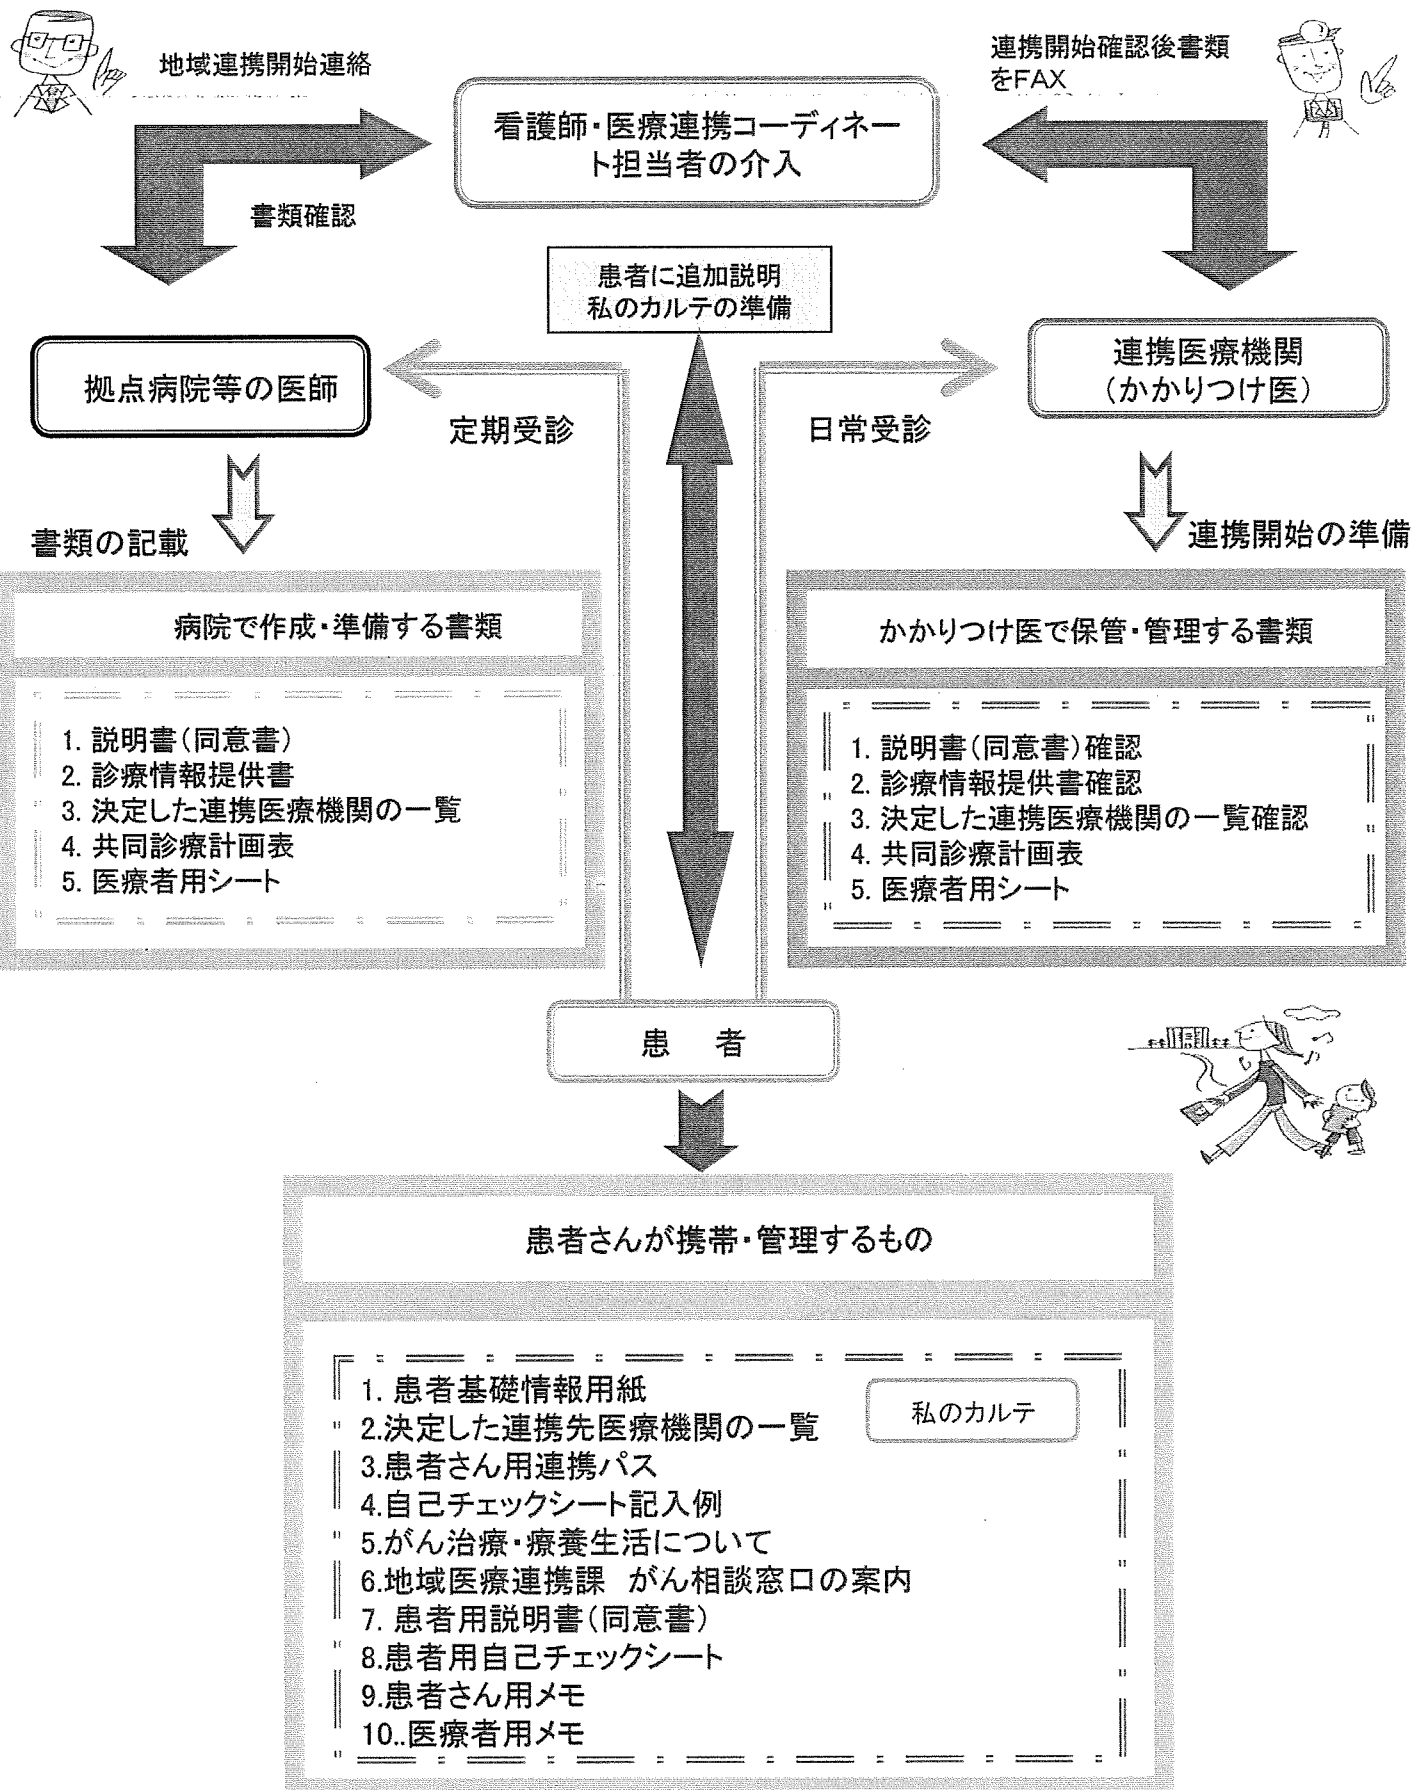 地域連携開始連絡
連携開始確認後書類
をFAX
看護師・医療連携コーディネー
ト担当者の介入
書類確認
患者に追加説明
私のカルテの準備
拠点病院等の医師
定期受診
日常受診
連携医療機関
(かかりつけ医)
書類の記載
連携開始の準備
病院で作成・準備する書類
1. 説明書(同意書)
2. 診療情報提供書
3. 決定した連携医療機関の一覧
4. 共同診療計画表
5. 医療者用シート
かかりつけ医で保管・管理する書類
1. 説明書(同意書)確認
2. 診療情報提供書確認
3. 決定した連携医療機関の一覧確認
4. 共同診療計画表
5. 医療者用シート
患　者
患者さんが携帯・管理するもの
私のカルテ
1. 患者基礎情報用紙
2.決定した連携先医療機関の一覧
3.患者さん用連携パス
4.自己チェックシート記入例
5.がん治療・療養生活について
6.地域医療連携課　がん相談窓口の案内
7. 患者用説明書(同意書)
8.患者用自己チェックシート
9.患者さん用メモ
10..医療者用メモ